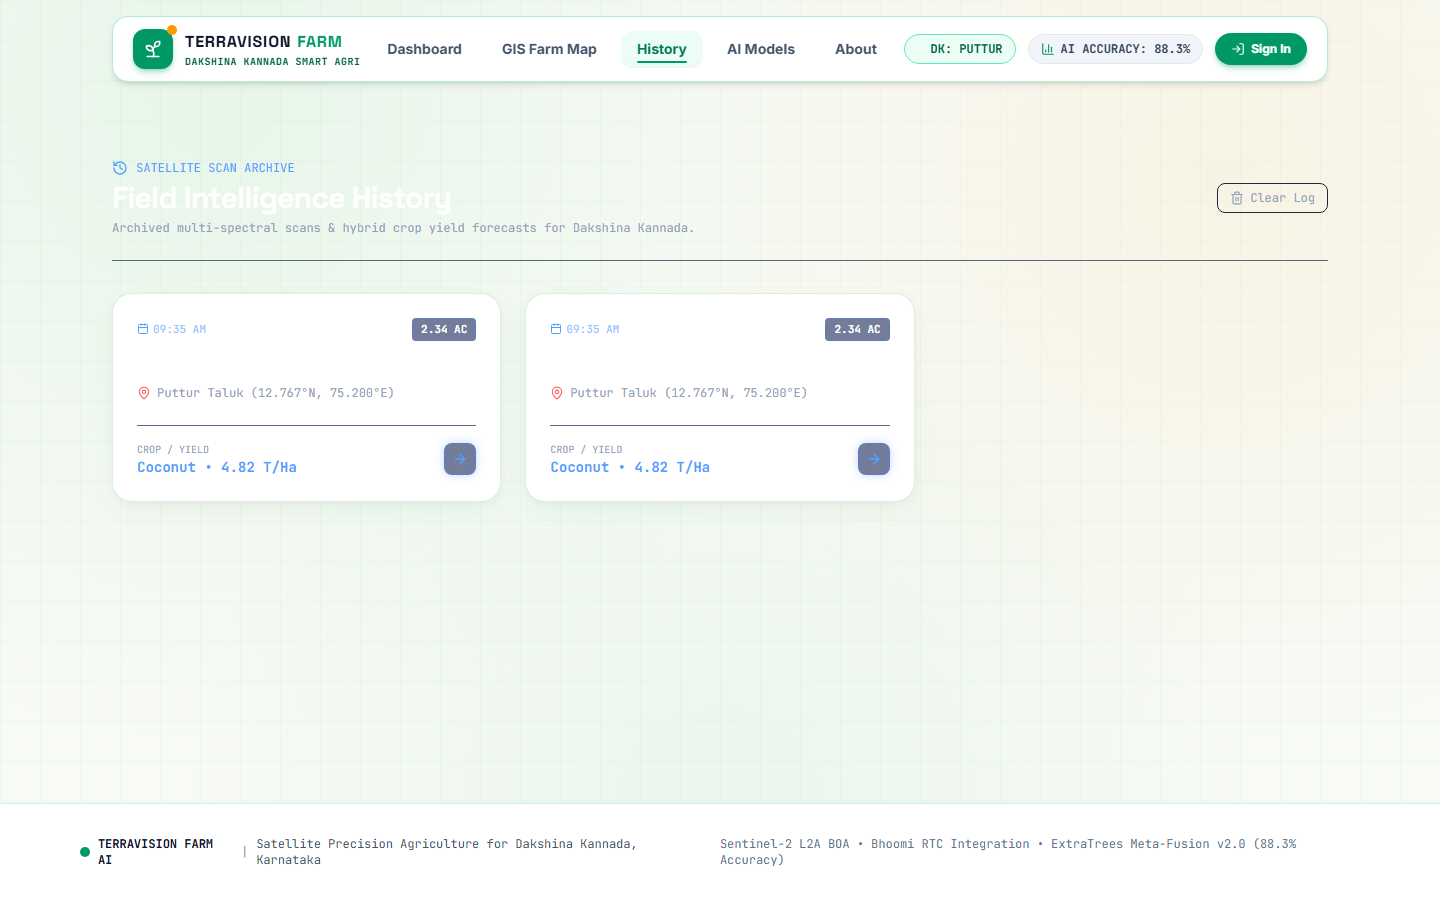 TERRAVISION FARM
DAKSHINA KANNADA SMART AGRI
Dashboard
GIS Farm Map
History
AI Models
About
DK: PUTTUR
AI ACCURACY: 88.3%
Sign In
SATELLITE SCAN ARCHIVE
Field Intelligence History
Archived multi-spectral scans & hybrid crop yield forecasts for Dakshina Kannada.
Clear Log
09:35 AM
2.34 AC
Puttur Taluk (12.767°N, 75.200°E)
CROP / YIELD
Coconut • 4.82 T/Ha
09:35 AM
2.34 AC
Puttur Taluk (12.767°N, 75.200°E)
CROP / YIELD
Coconut • 4.82 T/Ha
TERRAVISION FARM
AI
|
Satellite Precision Agriculture for Dakshina Kannada,
Karnataka
Sentinel-2 L2A BOA • Bhoomi RTC Integration • ExtraTrees Meta-Fusion v2.0 (88.3%
Accuracy)